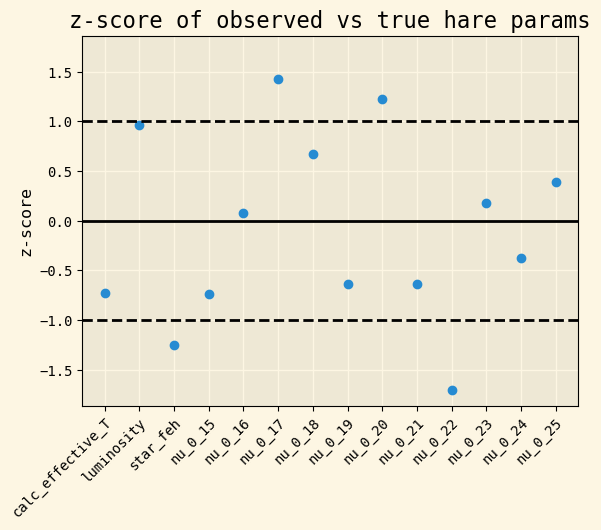 z-score of observed vs true hare params
z-score
1.5
1.0
0.5
0.0
−0.5
−1.0
−1.5
calc_effective_T
luminosity
star_feh
nu_0_15
nu_0_16
nu_0_17
nu_0_18
nu_0_19
nu_0_20
nu_0_21
nu_0_22
nu_0_23
nu_0_24
nu_0_25